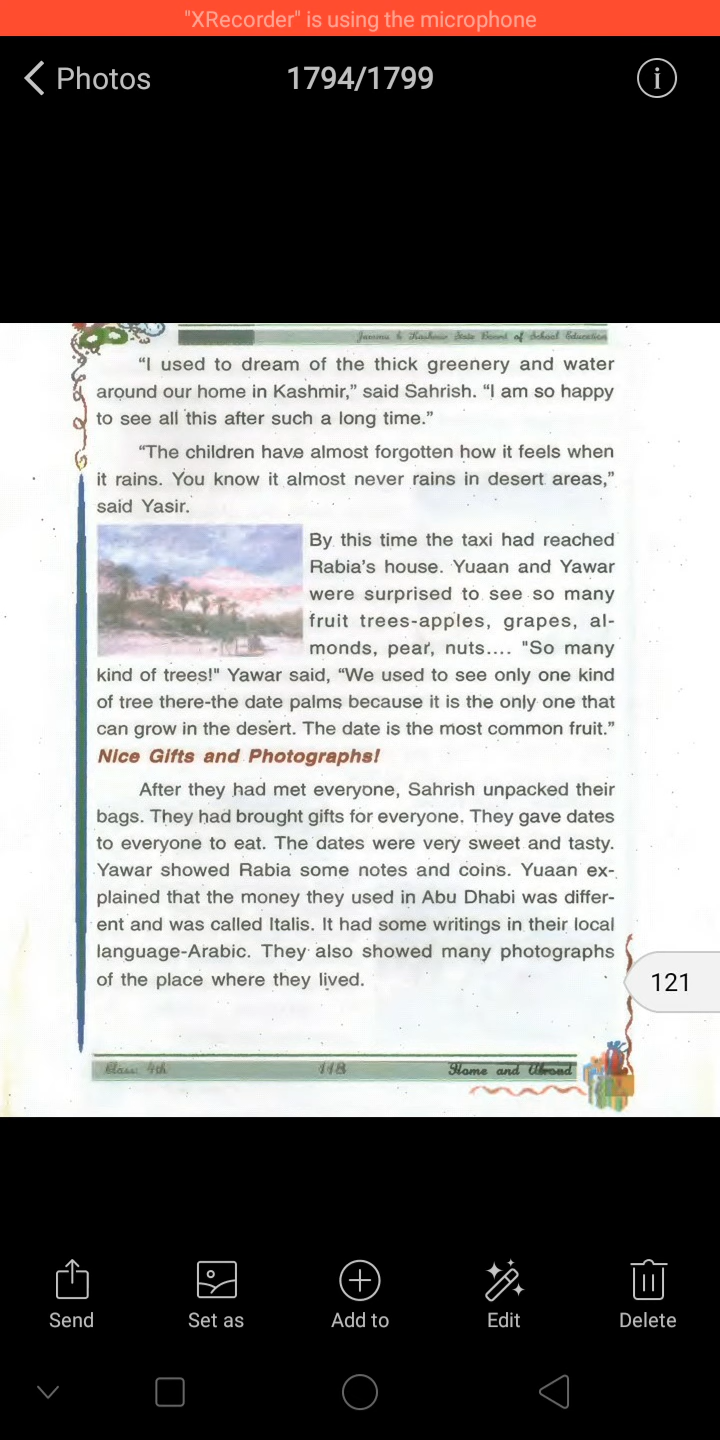 "XRecorder" is using the microphone
Photos
1794/1799
Jammu & Kashmir State Board of School Education
“I used to dream of the thick greenery and water
around our home in Kashmir,” said Sahrish. “I am so happy
to see all this after such a long time.”
“The children have almost forgotten how it feels when
it rains. You know it almost never rains in desert areas,”
said Yasir.
By this time the taxi had reached
Rabia’s house. Yuaan and Yawar
were surprised to see so many
fruit trees-apples, grapes, al-
monds, pear, nuts.... "So many
kind of trees!" Yawar said, “We used to see only one kind
of tree there-the date palms because it is the only one that
can grow in the desert. The date is the most common fruit.”
Nice Gifts and Photographs!
After they had met everyone, Sahrish unpacked their
bags. They had brought gifts for everyone. They gave dates
to everyone to eat. The dates were very sweet and tasty.
Yawar showed Rabia some notes and coins. Yuaan ex-
plained that the money they used in Abu Dhabi was differ-
ent and was called Italis. It had some writings in their local
language-Arabic. They also showed many photographs
of the place where they lived.
121
Class: 4th 118 Home and Abroad
Send
Set as
Add to
Edit
Delete